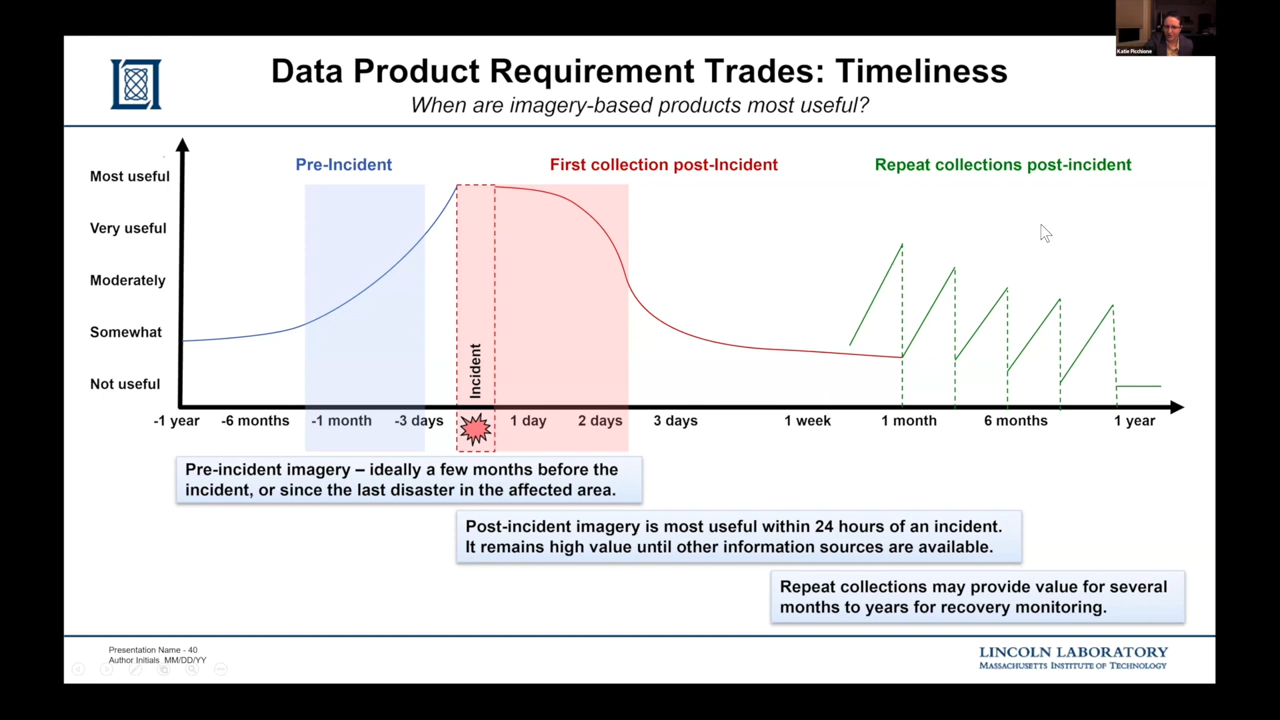 Katie Picchione
Data Product Requirement Trades: Timeliness
When are imagery-based products most useful?
Pre-Incident
First collection post-Incident
Repeat collections post-incident
Most useful
Very useful
Moderately
Somewhat
Not useful
Incident
-1 year
-6 months
-1 month
-3 days
1 day
2 days
3 days
1 week
1 month
6 months
1 year
Pre-incident imagery – ideally a few months before the
incident, or since the last disaster in the affected area.
Post-incident imagery is most useful within 24 hours of an incident.
It remains high value until other information sources are available.
Repeat collections may provide value for several
months to years for recovery monitoring.
Presentation Name - 40
Author Initials MM/DD/YY
LINCOLN LABORATORY
MASSACHUSETTS INSTITUTE OF TECHNOLOGY